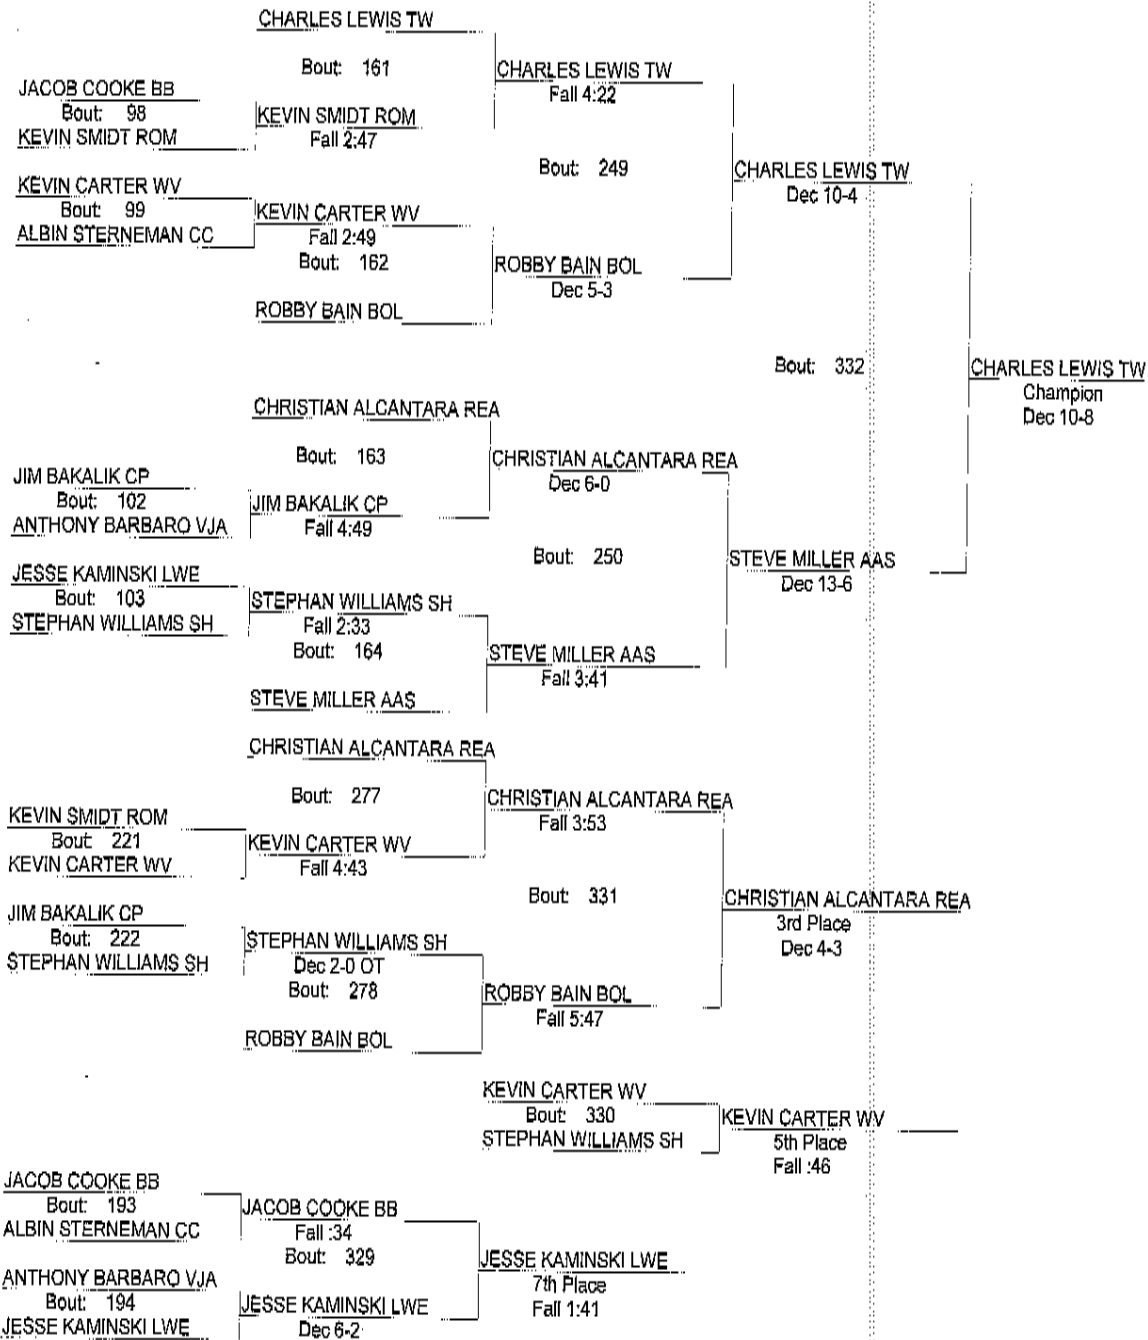 CHARLES LEWIS TW
Bout: 161
CHARLES LEWIS TW
Fall 4:22
JACOB COOKE BB
Bout: 98
KEVIN SMIDT ROM
KEVIN SMIDT ROM
Fall 2:47
Bout: 249
CHARLES LEWIS TW
Dec 10-4
KEVIN CARTER WV
Bout: 99
ALBIN STERNEMAN CC
KEVIN CARTER WV
Fall 2:49
Bout: 162
ROBBY BAIN BOL
Dec 5-3
ROBBY BAIN BOL
Bout: 332
CHARLES LEWIS TW
Champion
Dec 10-8
CHRISTIAN ALCANTARA REA
Bout: 163
CHRISTIAN ALCANTARA REA
Dec 6-0
JIM BAKALIK CP
Bout: 102
ANTHONY BARBARO VJA
JIM BAKALIK CP
Fall 4:49
Bout: 250
STEVE MILLER AAS
Dec 13-6
JESSE KAMINSKI LWE
Bout: 103
STEPHAN WILLIAMS SH
STEPHAN WILLIAMS SH
Fall 2:33
Bout: 164
STEVE MILLER AAS
Fall 3:41
STEVE MILLER AAS
CHRISTIAN ALCANTARA REA
Bout: 277
CHRISTIAN ALCANTARA REA
Fall 3:53
KEVIN SMIDT ROM
Bout: 221
KEVIN CARTER WV
KEVIN CARTER WV
Fall 4:43
Bout: 331
CHRISTIAN ALCANTARA REA
3rd Place
Dec 4-3
JIM BAKALIK CP
Bout: 222
STEPHAN WILLIAMS SH
STEPHAN WILLIAMS SH
Dec 2-0 OT
Bout: 278
ROBBY BAIN BOL
Fall 5:47
ROBBY BAIN BOL
KEVIN CARTER WV
Bout: 330
STEPHAN WILLIAMS SH
KEVIN CARTER WV
5th Place
Fall :46
JACOB COOKE BB
Bout: 193
ALBIN STERNEMAN CC
JACOB COOKE BB
Fall :34
Bout: 329
JESSE KAMINSKI LWE
7th Place
Fall 1:41
ANTHONY BARBARO VJA
Bout: 194
JESSE KAMINSKI LWE
JESSE KAMINSKI LWE
Dec 6-2